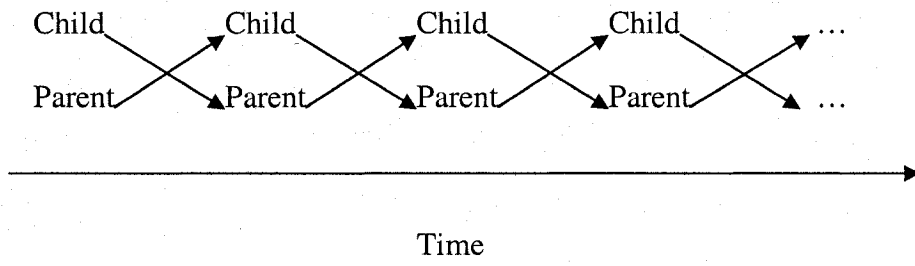 Child Child Child Child …
Parent Parent Parent Parent …
Time